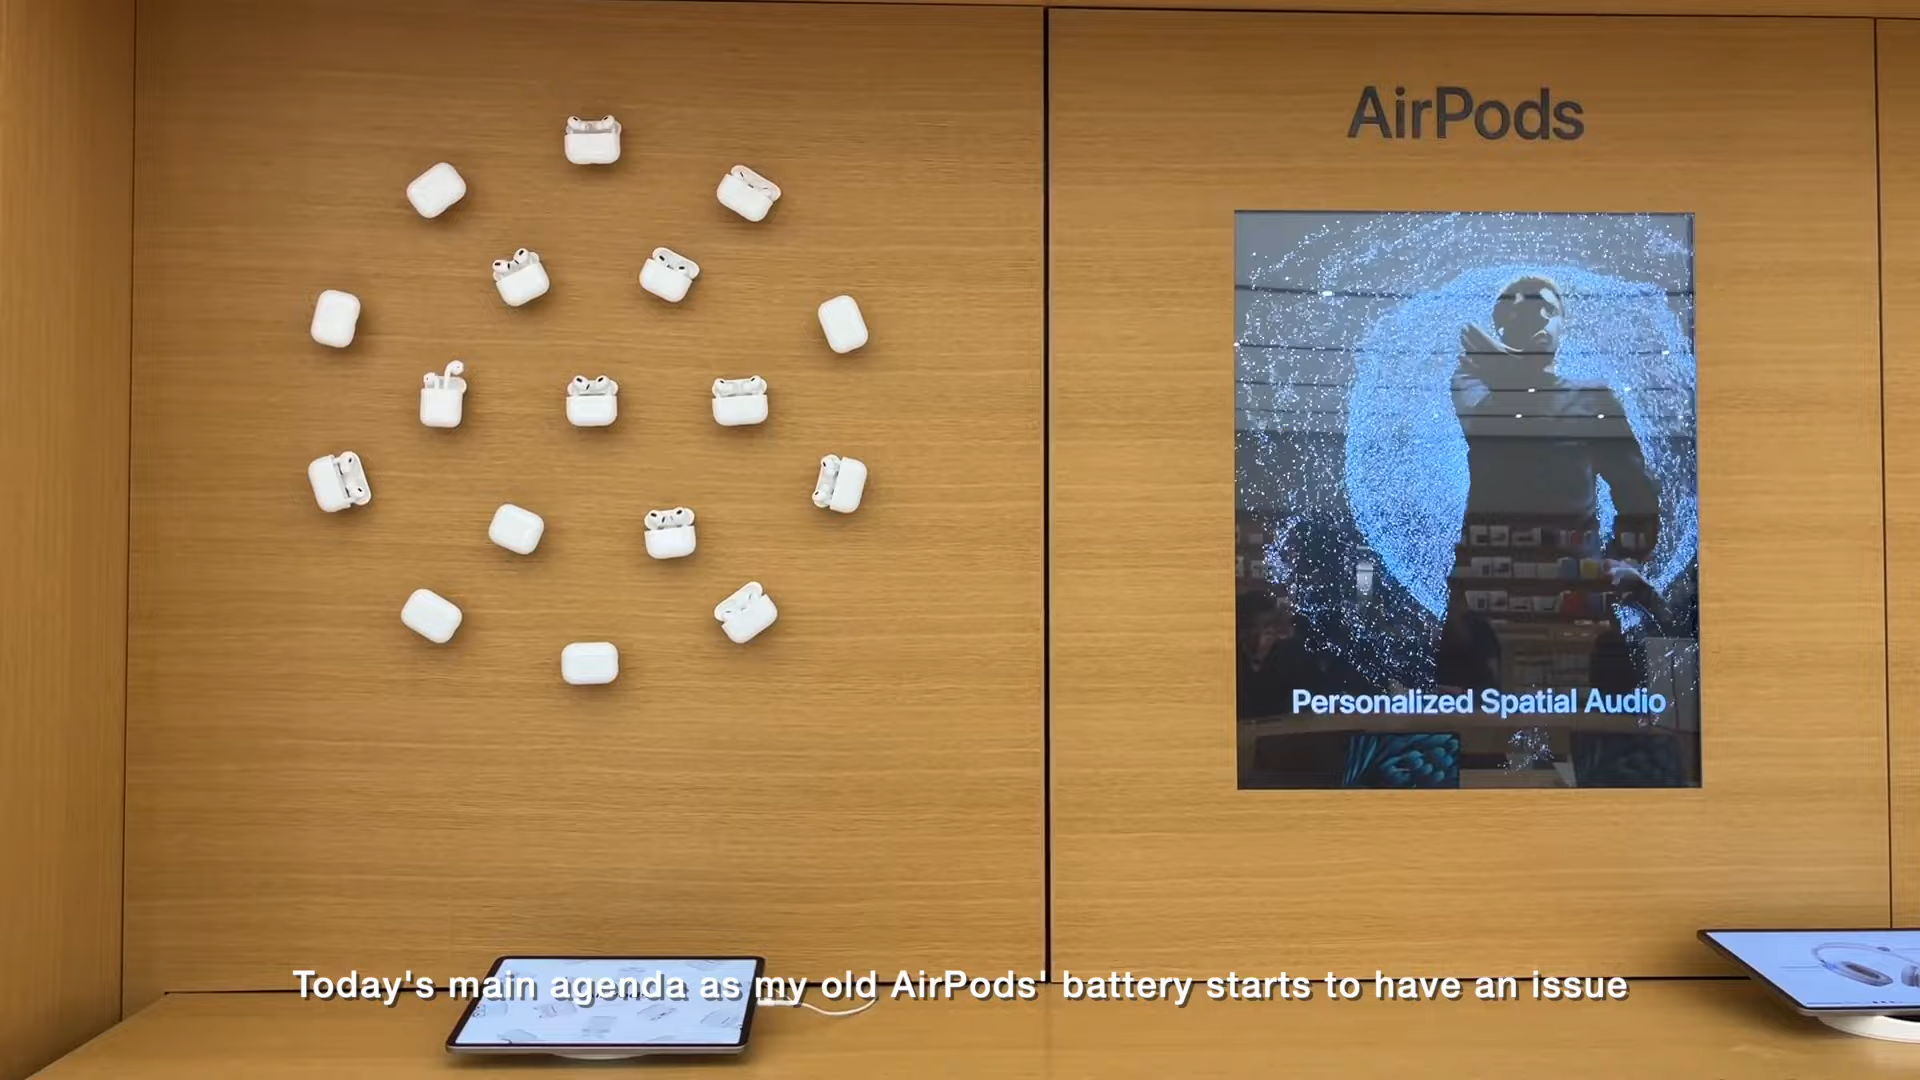 AirPods
Personalized Spatial Audio
Today's main agenda as my old AirPods' battery starts to have an issue